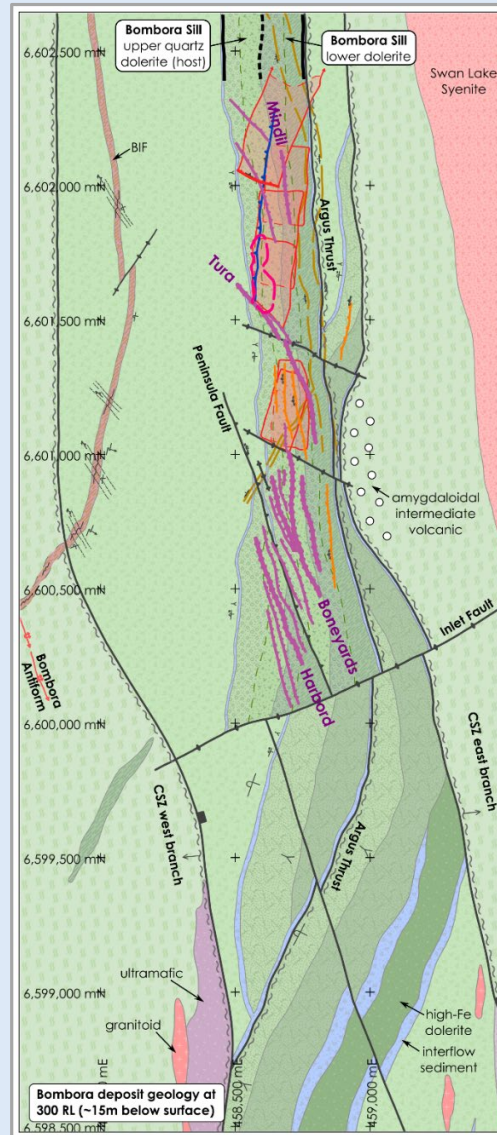 Bombora Sill
upper quartz
dolerite (host)
Bombora Sill
lower dolerite
6,602,500 mN
Swan Lake
Syenite
BIF
Mindil
6,602,000 mN
Argus Thrust
Tura
6,601,500 mN
Peninsula Fault
6,601,000 mN
amygdaloidal
intermediate
volcanic
6,600,500 mN
Boneyards
Inlet Fault
Bombora
Antiform
Harbord
6,600,000 mN
CSZ west branch
CSZ east branch
Argus Thrust
6,599,500 mN
ultramafic
6,599,000 mN
granitoid
high-Fe
dolerite
interflow
sediment
Bombora deposit geology at
300 RL (~15m below surface)
mE
58,500 mE
459,000 mE
6,598,500 mN